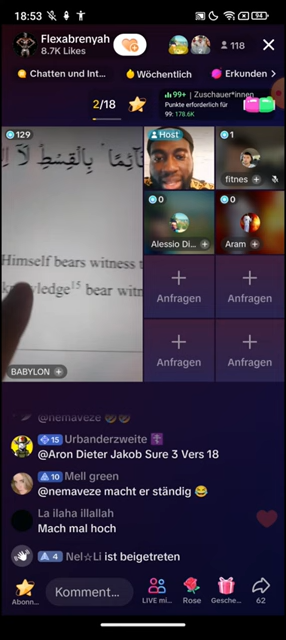 18:53
94
Flexabrenyah
8.7K Likes
118
Chatten und Int...
Wöchentlich
Erkunden >
2/18
99+ | Zuschauer*innen
Punkte erforderlich für
99: 178.6K
129
قَآئِمًا بِالْقِسْطِ لَآ
Himself bears witness t
ledge15 bear witn
BABYLON +
Host
1
fitnes +
0
Alessio Di... +
0
Aram +
Anfragen
Anfragen
Anfragen
Anfragen
@nemaveze 🤣🤣
15 Urbanderzweite
@Aron Dieter Jakob Sure 3 Vers 18
10 Mell green
@nemaveze macht er ständig 😂
La ilaha illallah
Mach mal hoch
4 Nel☆Li ist beigetreten
Abonn...
Komment...
LIVE mi...
Rose
Gesche...
62